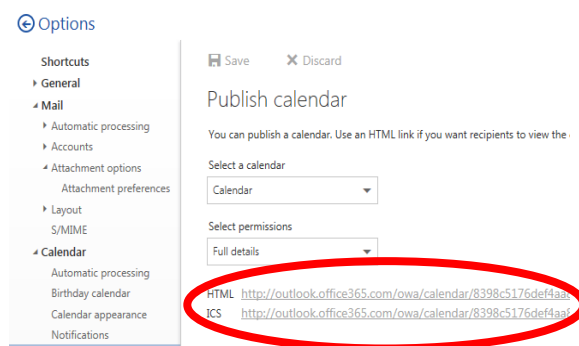 Options
Shortcuts
General
Mail
Automatic processing
Accounts
Attachment options
Attachment preferences
Layout
S/MIME
Calendar
Automatic processing
Birthday calendar
Calendar appearance
Notifications
Save Discard
Publish calendar
You can publish a calendar. Use an HTML link if you want recipients to view the
Select a calendar
Calendar
Select permissions
Full details
HTML http://outlook.office365.com/owa/calendar/8398c5176def4aa8
ICS http://outlook.office365.com/owa/calendar/8398c5176def4aa8